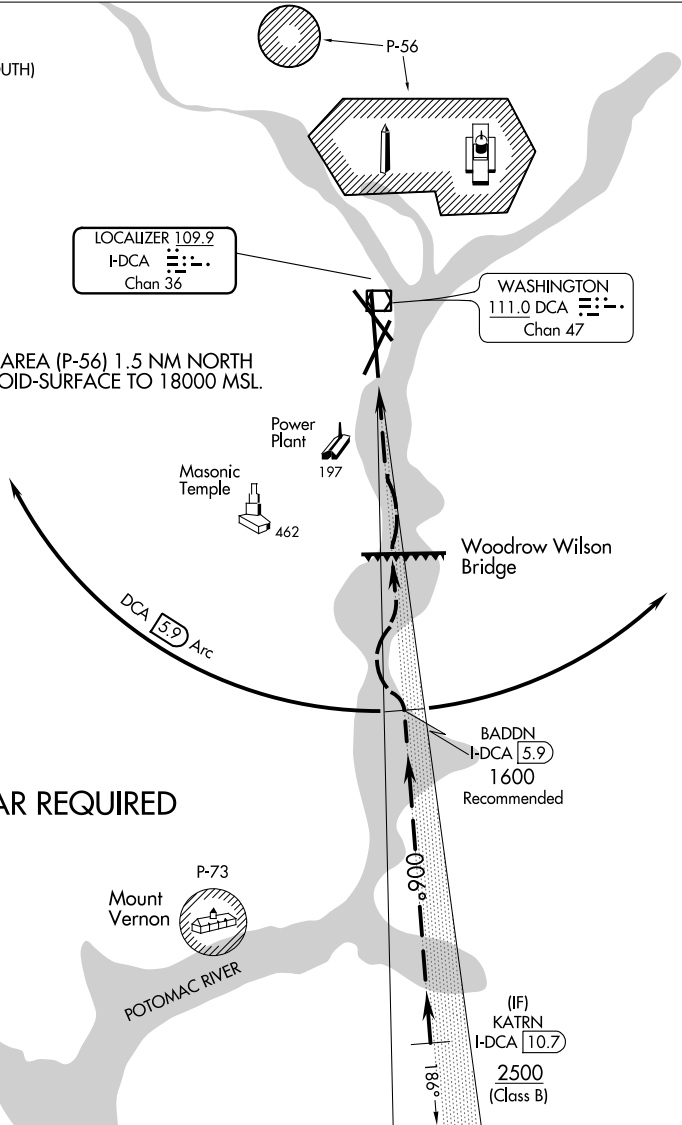 P-56
OUTH)
LOCALIZER 109.9
I-DCA
Chan 36
WASHINGTON
111.0 DCA
Chan 47
AREA (P-56) 1.5 NM NORTH
OID-SURFACE TO 18000 MSL.
Power
Plant
197
Masonic
Temple
462
Woodrow Wilson
Bridge
DCA 5.9 Arc
BADDN
I-DCA 5.9
1600
Recommended
AR REQUIRED
006°
P-73
Mount
Vernon
POTOMAC RIVER
(IF)
KATRN
I-DCA 10.7
2500
(Class B)
186°